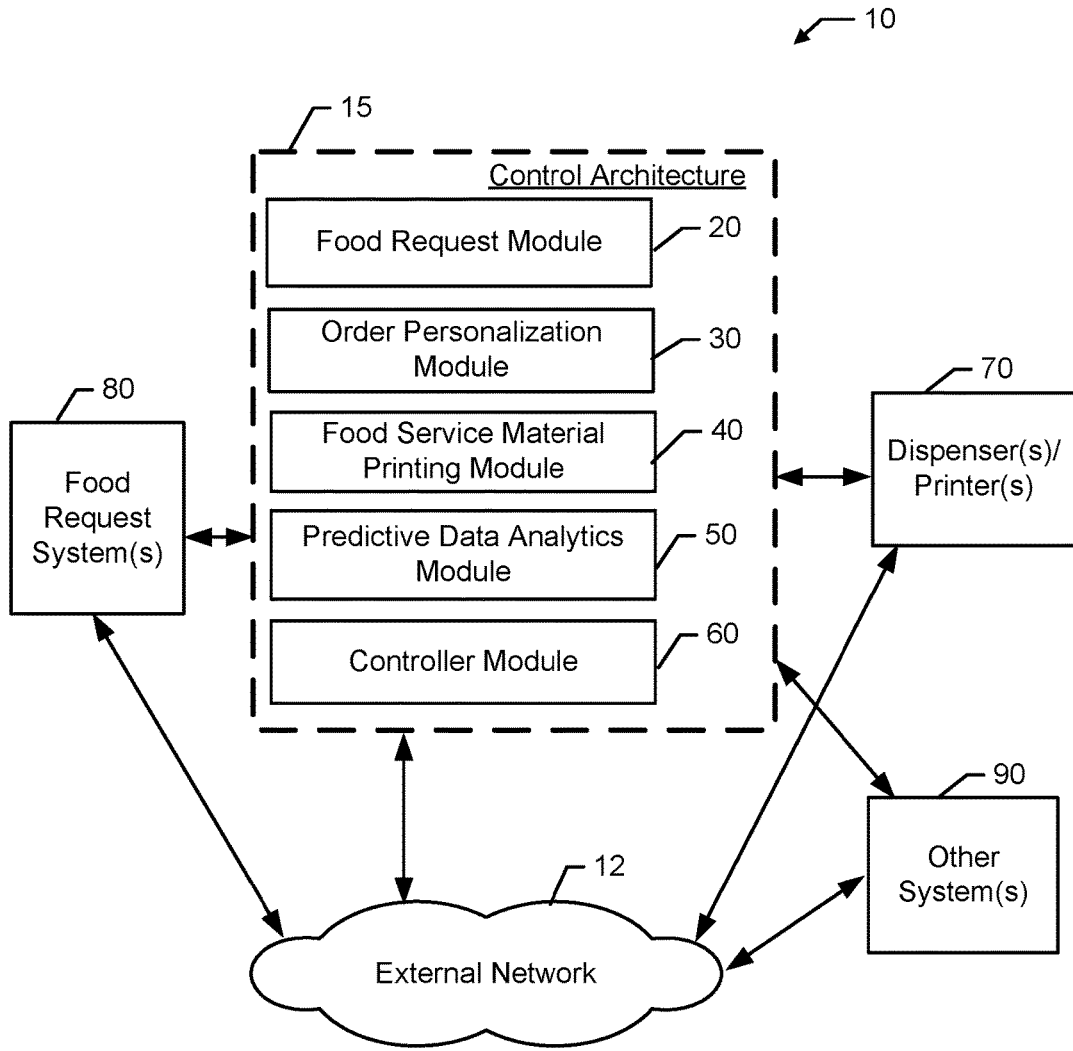 10
15
Control Architecture
Food Request Module
20
Order Personalization
Module
30
Food Service Material
Printing Module
40
Predictive Data Analytics
Module
50
Controller Module
60
80
Food
Request
System(s)
70
Dispenser(s)/
Printer(s)
90
Other
System(s)
12
External Network